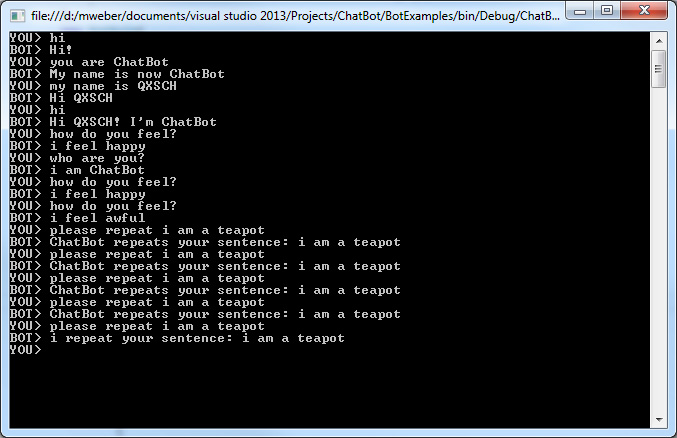 file:///d:/mweber/documents/visual studio 2013/Projects/ChatBot/BotExamples/bin/Debug/ChatB...
YOU> hi
BOT> Hi!
YOU> you are ChatBot
BOT> My name is now ChatBot
YOU> my name is QXSCH
BOT> Hi QXSCH
YOU> hi
BOT> Hi QXSCH! I'm ChatBot
YOU> how do you feel?
BOT> i feel happy
YOU> who are you?
BOT> i am ChatBot
YOU> how do you feel?
BOT> i feel happy
YOU> how do you feel?
BOT> i feel awful
YOU> please repeat i am a teapot
BOT> ChatBot repeats your sentence: i am a teapot
YOU> please repeat i am a teapot
BOT> ChatBot repeats your sentence: i am a teapot
YOU> please repeat i am a teapot
BOT> ChatBot repeats your sentence: i am a teapot
YOU> please repeat i am a teapot
BOT> ChatBot repeats your sentence: i am a teapot
YOU> please repeat i am a teapot
BOT> i repeat your sentence: i am a teapot
YOU>